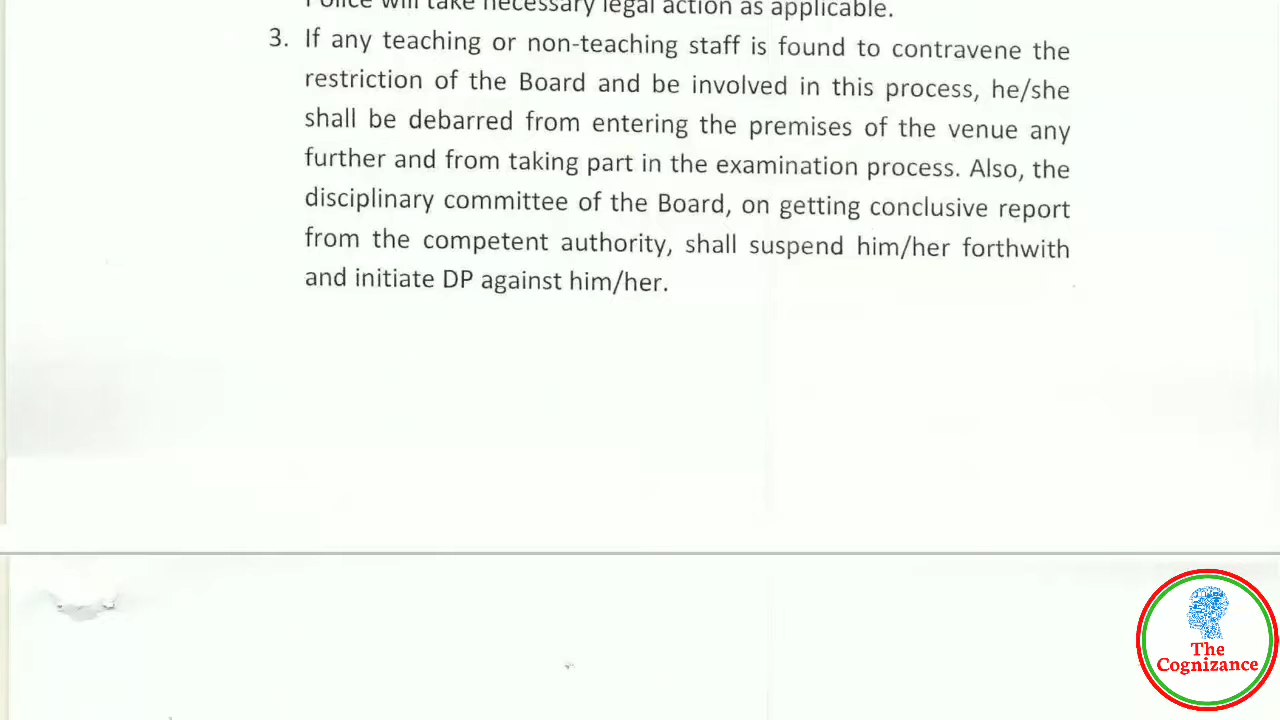 Police will take necessary legal action as applicable.
3. If any teaching or non-teaching staff is found to contravene the
restriction of the Board and be involved in this process, he/she
shall be debarred from entering the premises of the venue any
further and from taking part in the examination process. Also, the
disciplinary committee of the Board, on getting conclusive report
from the competent authority, shall suspend him/her forthwith
and initiate DP against him/her.
The
Cognizance